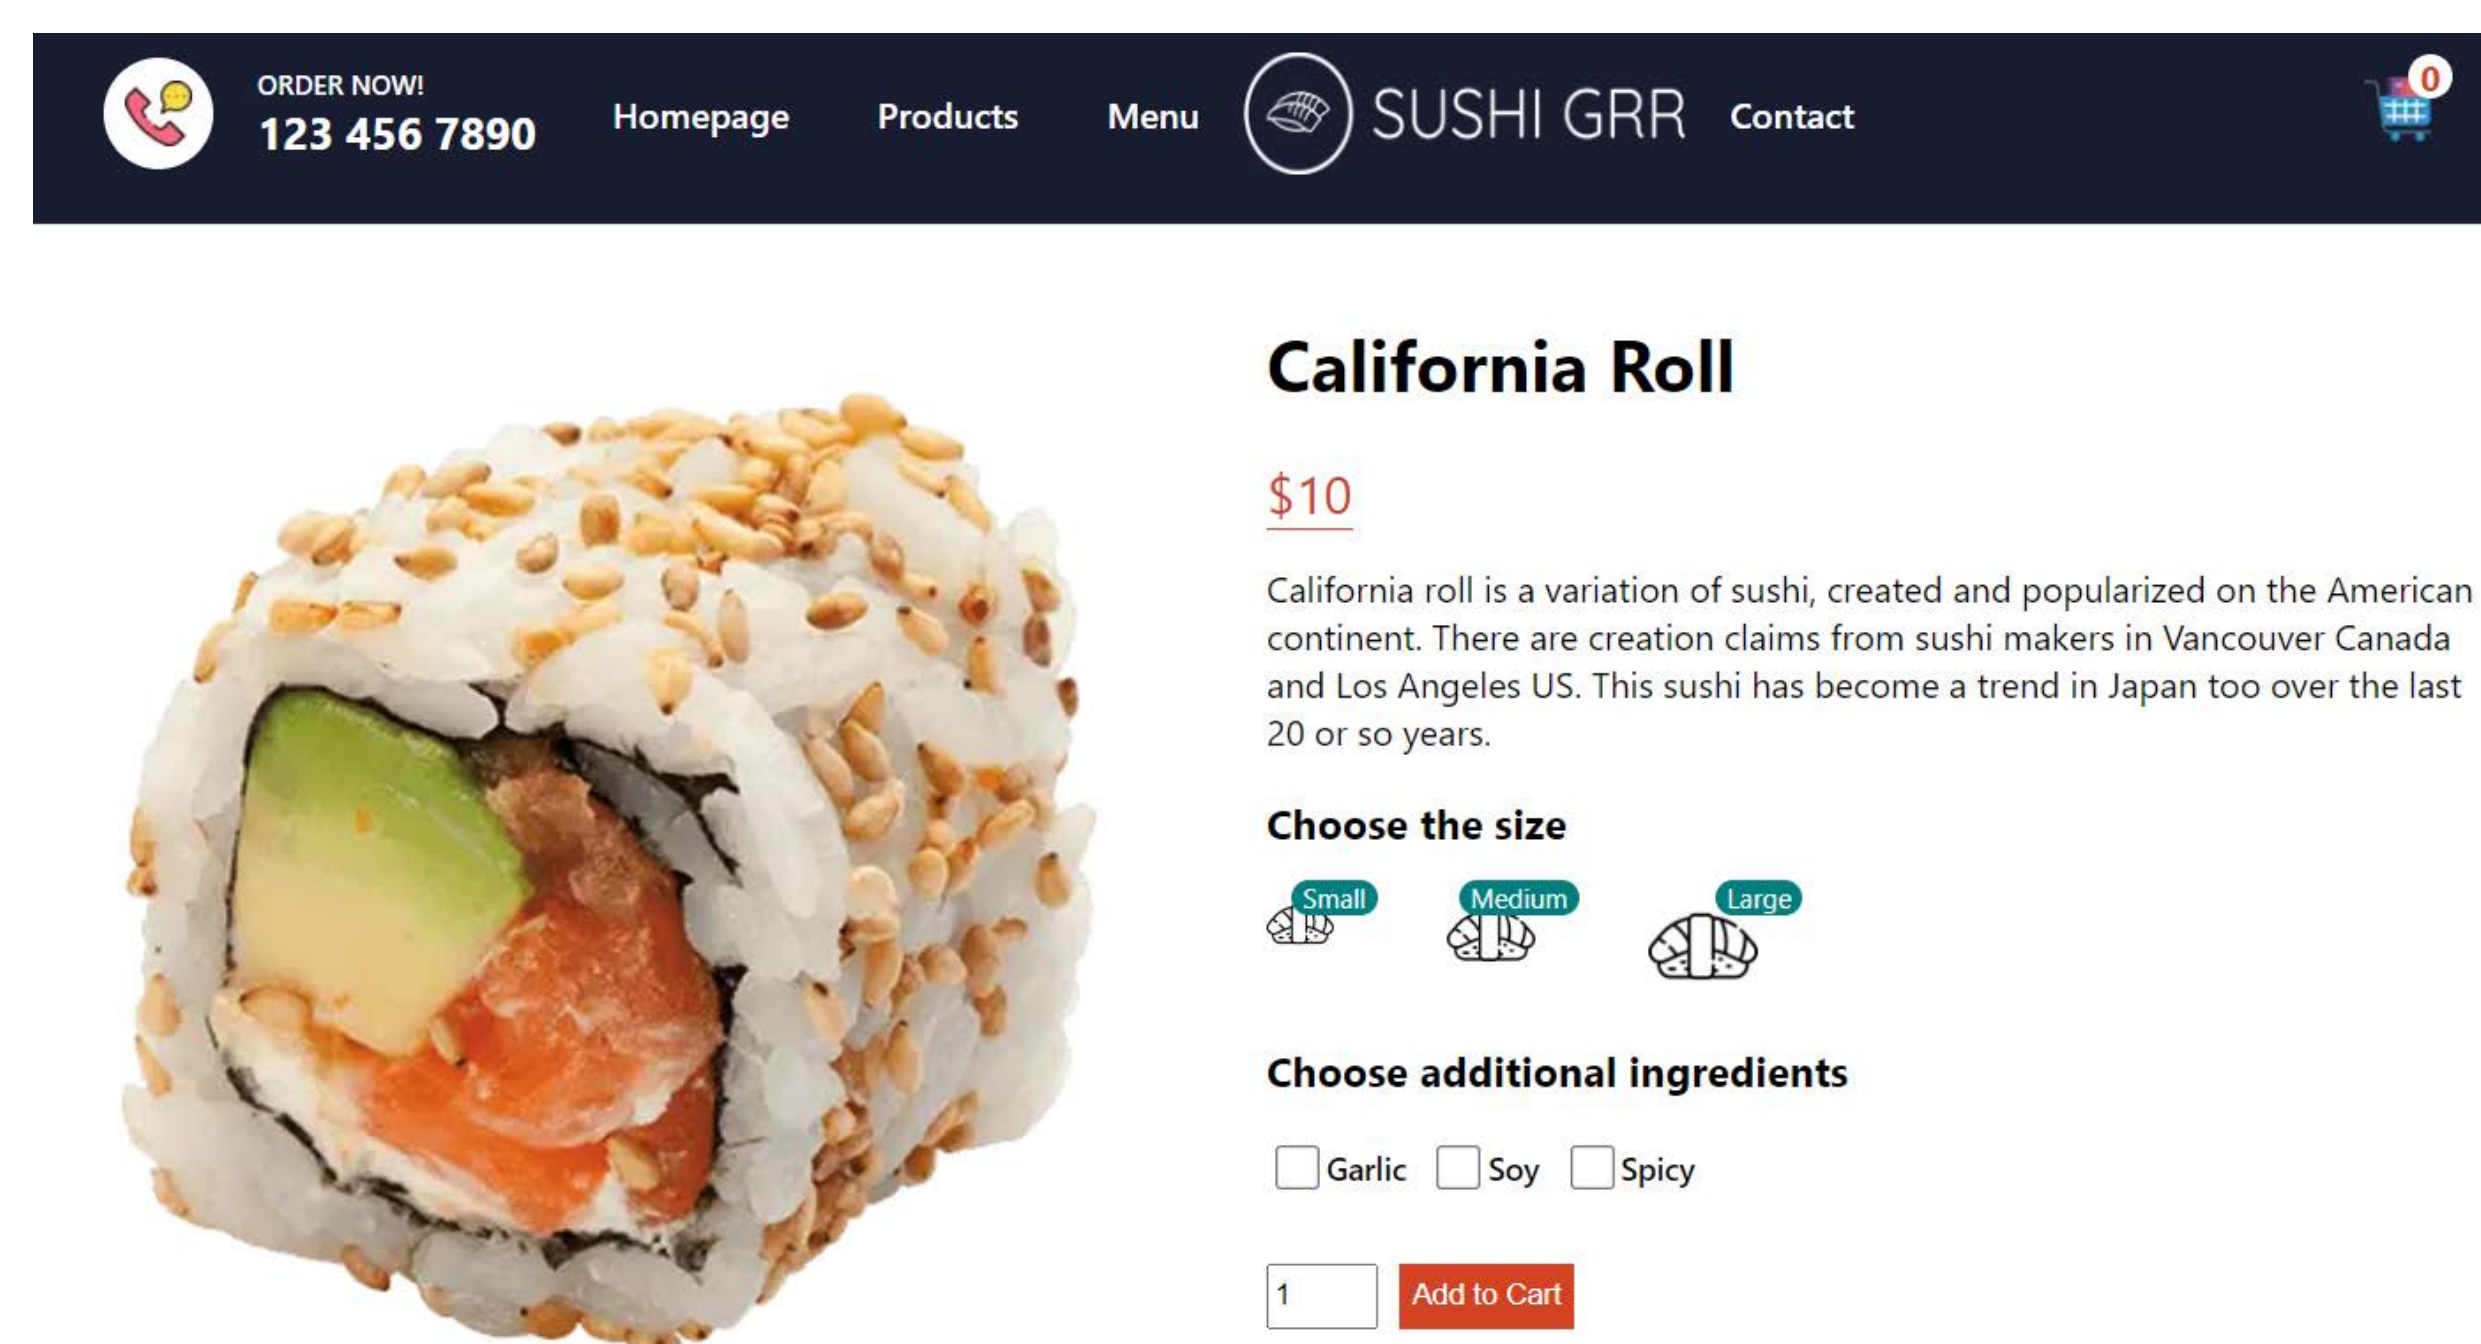 ORDER NOW!
123 456 7890
Homepage
Products
Menu
SUSHI GRR
Contact
0
California Roll
$10
California roll is a variation of sushi, created and popularized on the American
continent. There are creation claims from sushi makers in Vancouver Canada
and Los Angeles US. This sushi has become a trend in Japan too over the last
20 or so years.
Choose the size
Small
Medium
Large
Choose additional ingredients
Garlic
Soy
Spicy
1
Add to Cart